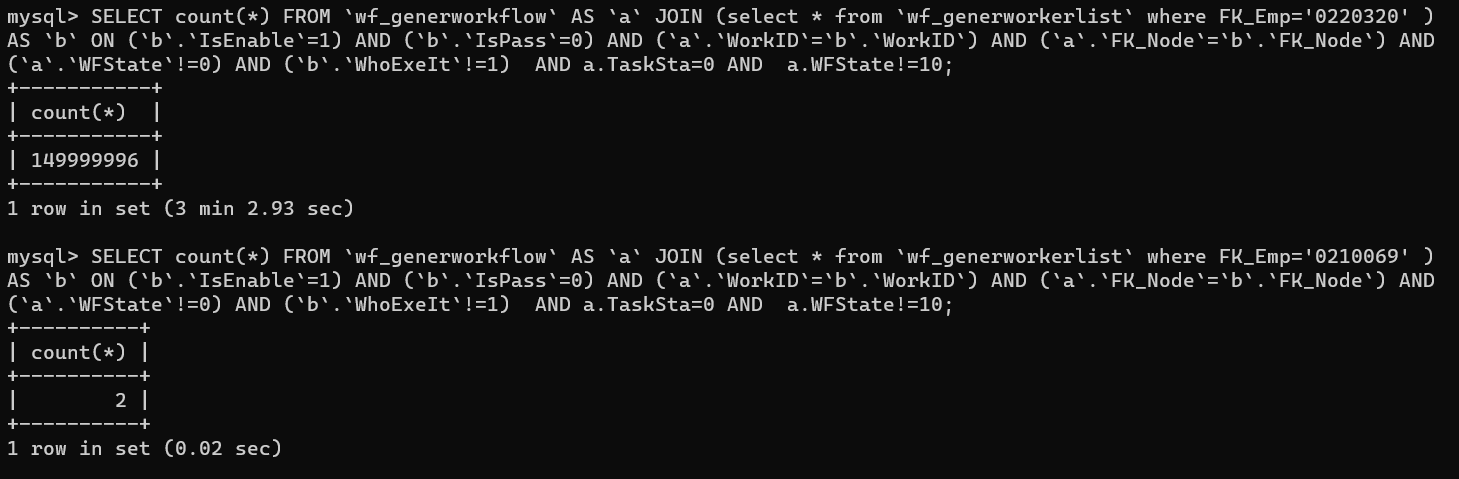 mysql> SELECT count(*) FROM `wf_generworkflow` AS `a` JOIN (select * from `wf_generworkerlist` where FK_Emp='0220320' )
AS `b` ON (`b`.`IsEnable`=1) AND (`b`.`IsPass`=0) AND (`a`.`WorkID`=`b`.`WorkID`) AND (`a`.`FK_Node`=`b`.`FK_Node`) AND
(`a`.`WFState`!=0) AND (`b`.`WhoExeIt`!=1)  AND a.TaskSta=0 AND  a.WFState!=10;
+-----------+
| count(*)  |
+-----------+
| 149999996 |
+-----------+
1 row in set (3 min 2.93 sec)

mysql> SELECT count(*) FROM `wf_generworkflow` AS `a` JOIN (select * from `wf_generworkerlist` where FK_Emp='0210069' )
AS `b` ON (`b`.`IsEnable`=1) AND (`b`.`IsPass`=0) AND (`a`.`WorkID`=`b`.`WorkID`) AND (`a`.`FK_Node`=`b`.`FK_Node`) AND
(`a`.`WFState`!=0) AND (`b`.`WhoExeIt`!=1)  AND a.TaskSta=0 AND  a.WFState!=10;
+----------+
| count(*) |
+----------+
|        2 |
+----------+
1 row in set (0.02 sec)